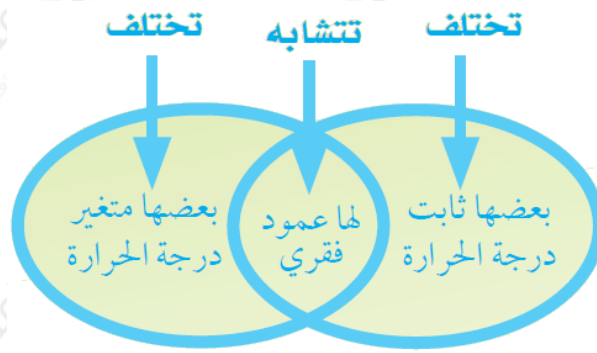 تختلف
تتشابه
تختلف
بعضها ثابت
درجة الحرارة
لها عمود
فقري
بعضها متغير
درجة الحرارة